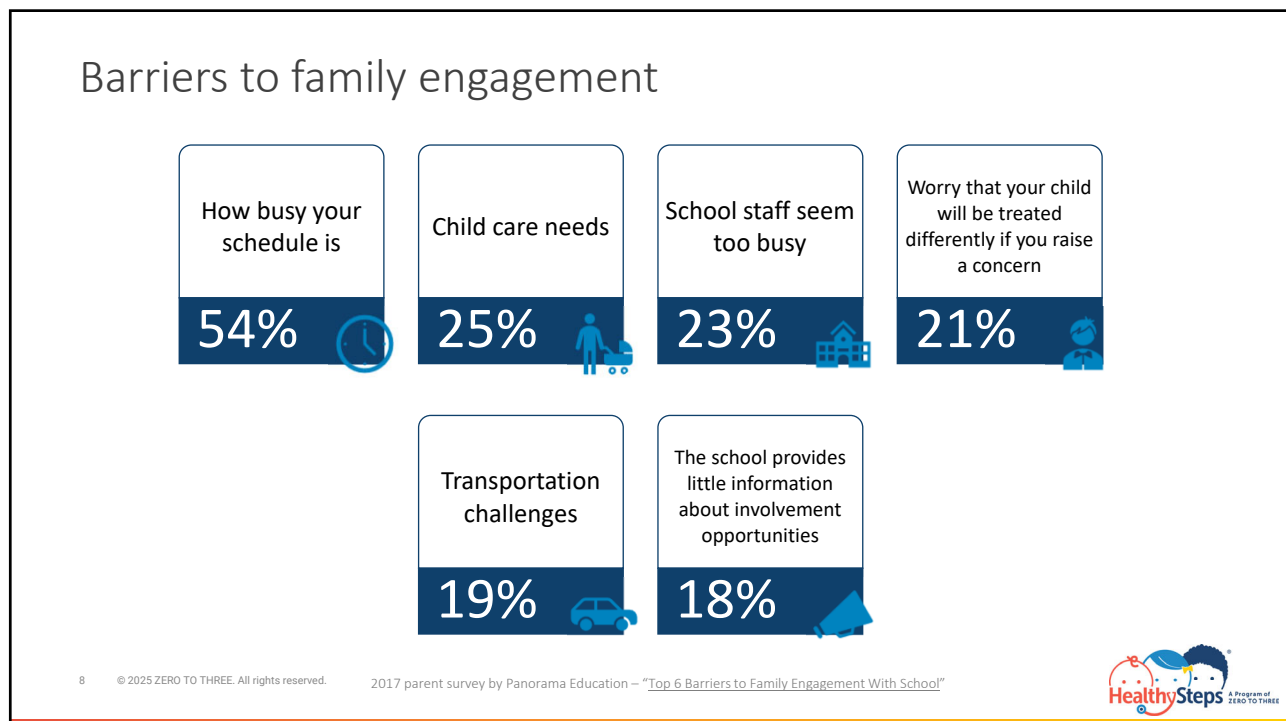 Barriers to family engagement
How busy your
schedule is
54%
Child care needs
25%
School staff seem
too busy
23%
Worry that your child
will be treated
differently if you raise
a concern
21%
Transportation
challenges
19%
The school provides
little information
about involvement
opportunities
18%
8 © 2025 ZERO TO THREE. All rights reserved. 2017 parent survey by Panorama Education – “Top 6 Barriers to Family Engagement With School”
HealthySteps ®
A Program of
ZERO TO THREE